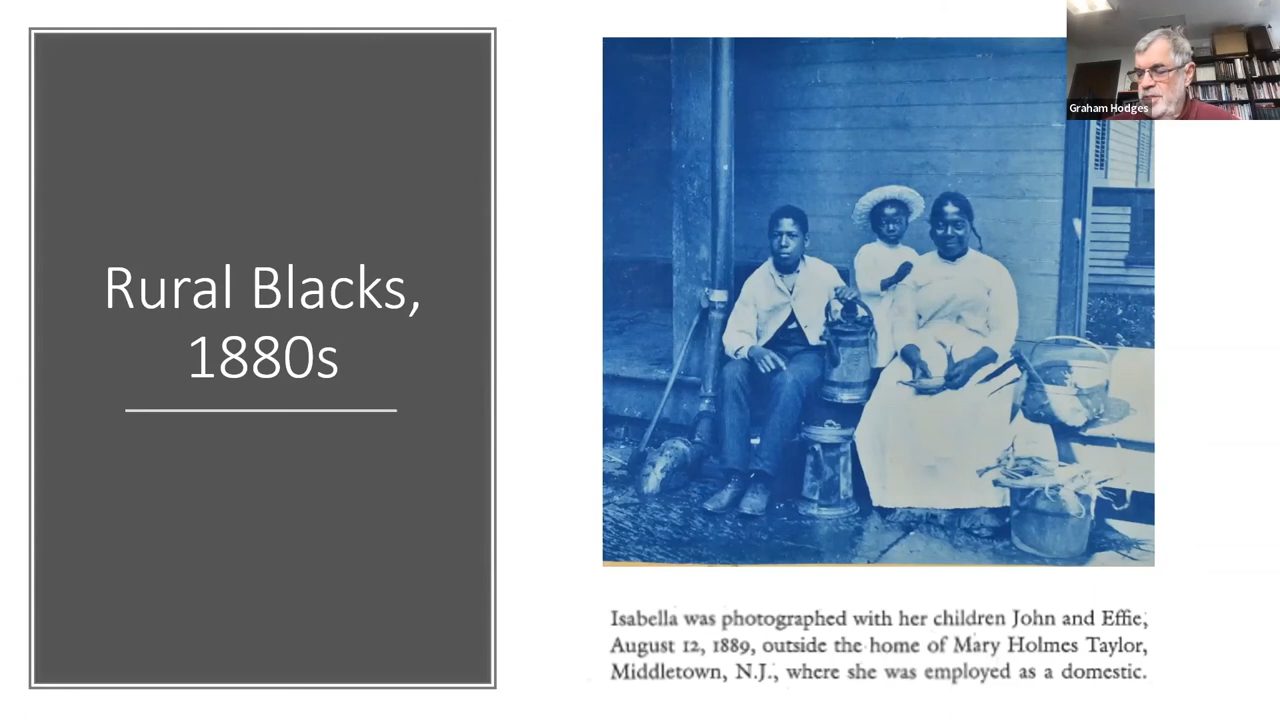 Rural Blacks,
1880s
Graham Hodges
Isabella was photographed with her children John and Effie,
August 12, 1889, outside the home of Mary Holmes Taylor,
Middletown, N.J., where she was employed as a domestic.